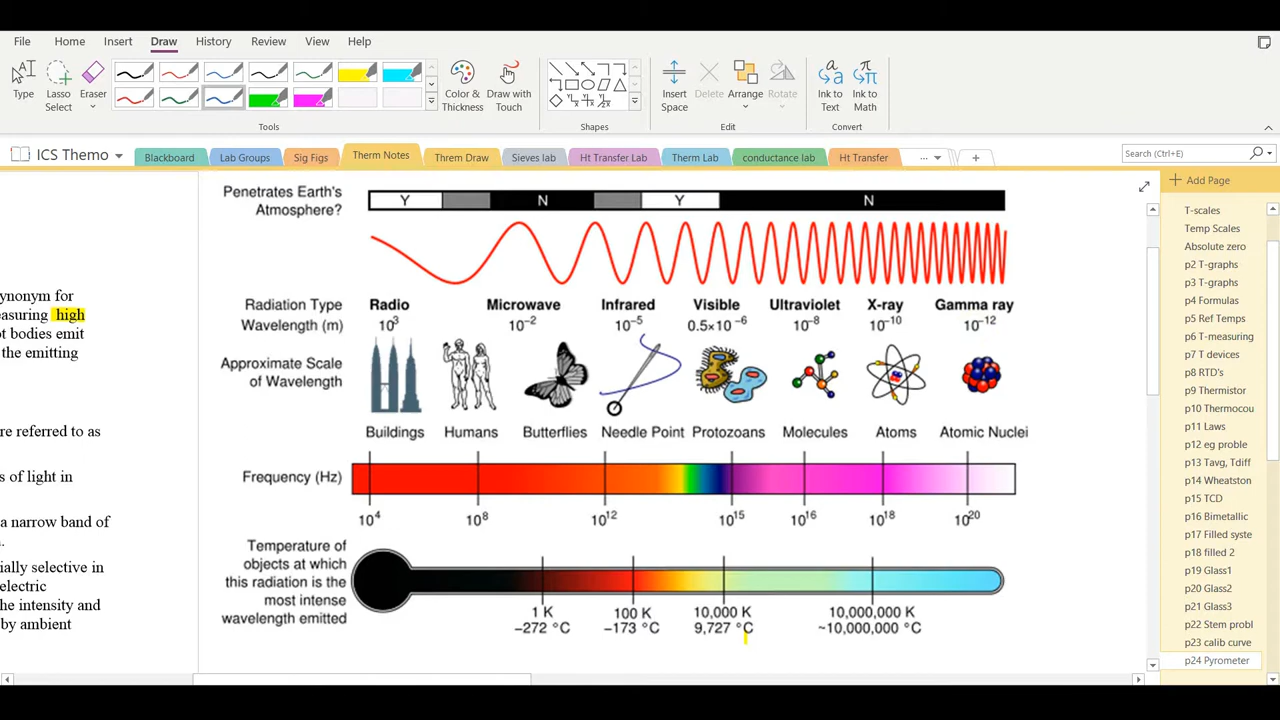 File Home Insert Draw History Review View Help
Type
Lasso Select
Eraser
Color & Thickness
Draw with Touch
Insert Space
Delete
Arrange
Rotate
Ink to Text
Ink to Math
Tools
Shapes
Edit
Convert
ICS Themo
Blackboard
Lab Groups
Sig Figs
Therm Notes
Threm Draw
Sieves lab
Ht Transfer Lab
Therm Lab
conductance lab
Ht Transfer
...
+
Search (Ctrl+E)
ynonym for
easuring high
ot bodies emit
the emitting
re referred to as
s of light in
a narrow band of
ially selective in
electric
he intensity and
by ambient
Penetrates Earth's
Atmosphere?
Y N Y N
Radiation Type
Wavelength (m)
Radio Microwave Infrared Visible Ultraviolet X-ray Gamma ray
10³ 10⁻² 10⁻⁵ 0.5×10⁻⁶ 10⁻⁸ 10⁻¹⁰ 10⁻¹²
Approximate Scale
of Wavelength
Buildings Humans Butterflies Needle Point Protozoans Molecules Atoms Atomic Nuclei
Frequency (Hz)
10⁴ 10⁸ 10¹² 10¹⁵ 10¹⁶ 10¹⁸ 10²⁰
Temperature of
objects at which
this radiation is the
most intense
wavelength emitted
1 K 100 K 10,000 K 10,000,000 K
−272 °C −173 °C 9,727 °C ~10,000,000 °C
Add Page
T-scales
Temp Scales
Absolute zero
p2 T-graphs
p3 T-graphs
p4 Formulas
p5 Ref Temps
p6 T-measuring
p7 T devices
p8 RTD's
p9 Thermistor
p10 Thermocou
p11 Laws
p12 eg proble
p13 Tavg, Tdiff
p14 Wheatston
p15 TCD
p16 Bimetallic
p17 Filled syste
p18 filled 2
p19 Glass1
p20 Glass2
p21 Glass3
p22 Stem probl
p23 calib curve
p24 Pyrometer